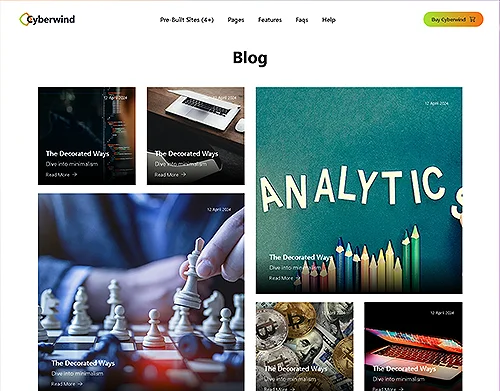 Cyberwind
Pre-Built Sites (4+)
Pages
Features
Faqs
Help
Buy Cyberwind
Blog
12 April 2024
The Decorated Ways
Dive into minimalism
Read More
12 April 2024
The Decorated Ways
Dive into minimalism
Read More
12 April 2024
ANALYTICS
The Decorated Ways
Dive into minimalism
Read More
12 April 2024
The Decorated Ways
Dive into minimalism
Read More
12 April 2024
The Decorated Ways
Dive into minimalism
Read More
12 April 2024
The Decorated Ways
Dive into minimalism
Read More